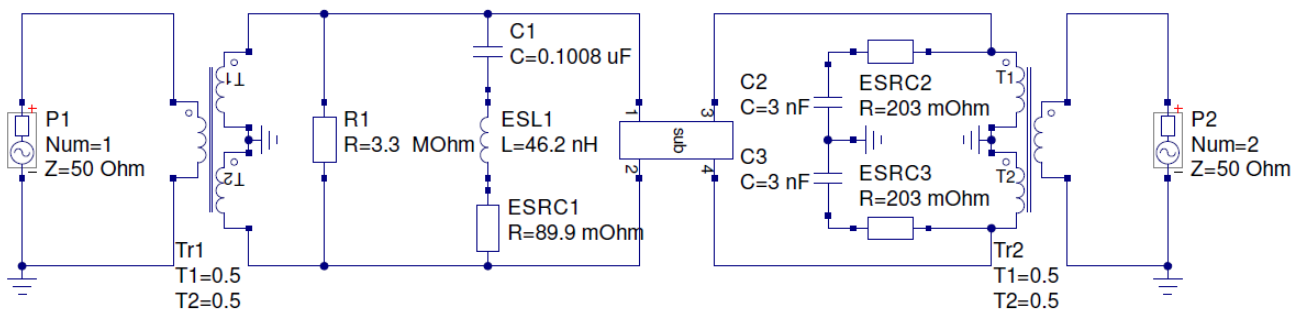 P1
Num=1
Z=50 Ohm
Tr1
T1=0.5
T2=0.5
T1
T2
R1
R=3.3 MOhm
C1
C=0.1008 uF
ESL1
L=46.2 nH
ESRC1
R=89.9 mOhm
1
2
sub
3
4
C2
C=3 nF
C3
C=3 nF
ESRC2
R=203 mOhm
ESRC3
R=203 mOhm
T1
T2
Tr2
T1=0.5
T2=0.5
P2
Num=2
Z=50 Ohm